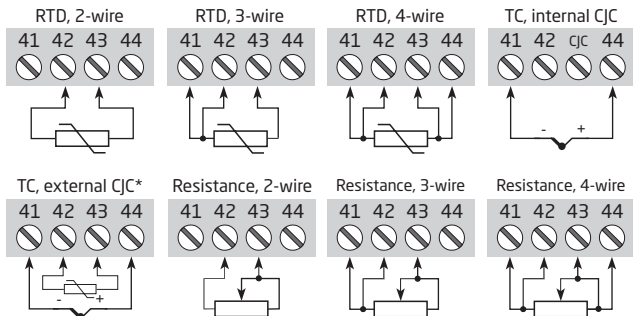 RTD, 2-wire
41 42 43 44
RTD, 3-wire
41 42 43 44
RTD, 4-wire
41 42 43 44
TC, internal CJC
41 42 CJC 44
- +
TC, external CJC*
41 42 43 44
- +
Resistance, 2-wire
41 42 43 44
Resistance, 3-wire
41 42 43 44
Resistance, 4-wire
41 42 43 44